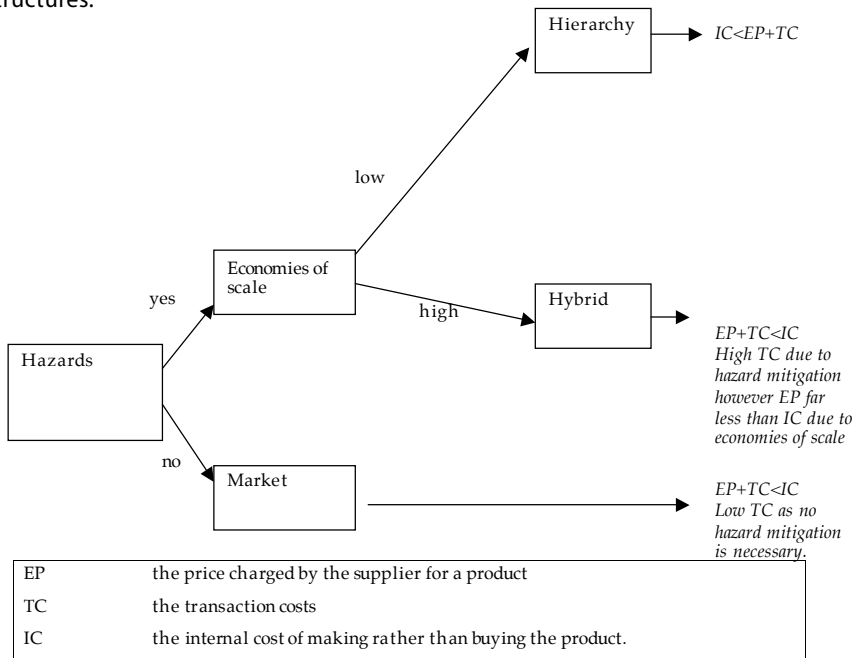 ructures.
Hierarchy
IC<EP+TC
low
Economies of
scale
yes
high
Hybrid
EP+TC<IC
High TC due to
hazard mitigation
however EP far
less than IC due to
economies of scale
Hazards
no
Market
EP+TC<IC
Low TC as no
hazard mitigation
is necessary.
EP the price charged by the supplier for a product
TC the transaction costs
IC the internal cost of making rather than buying the product.